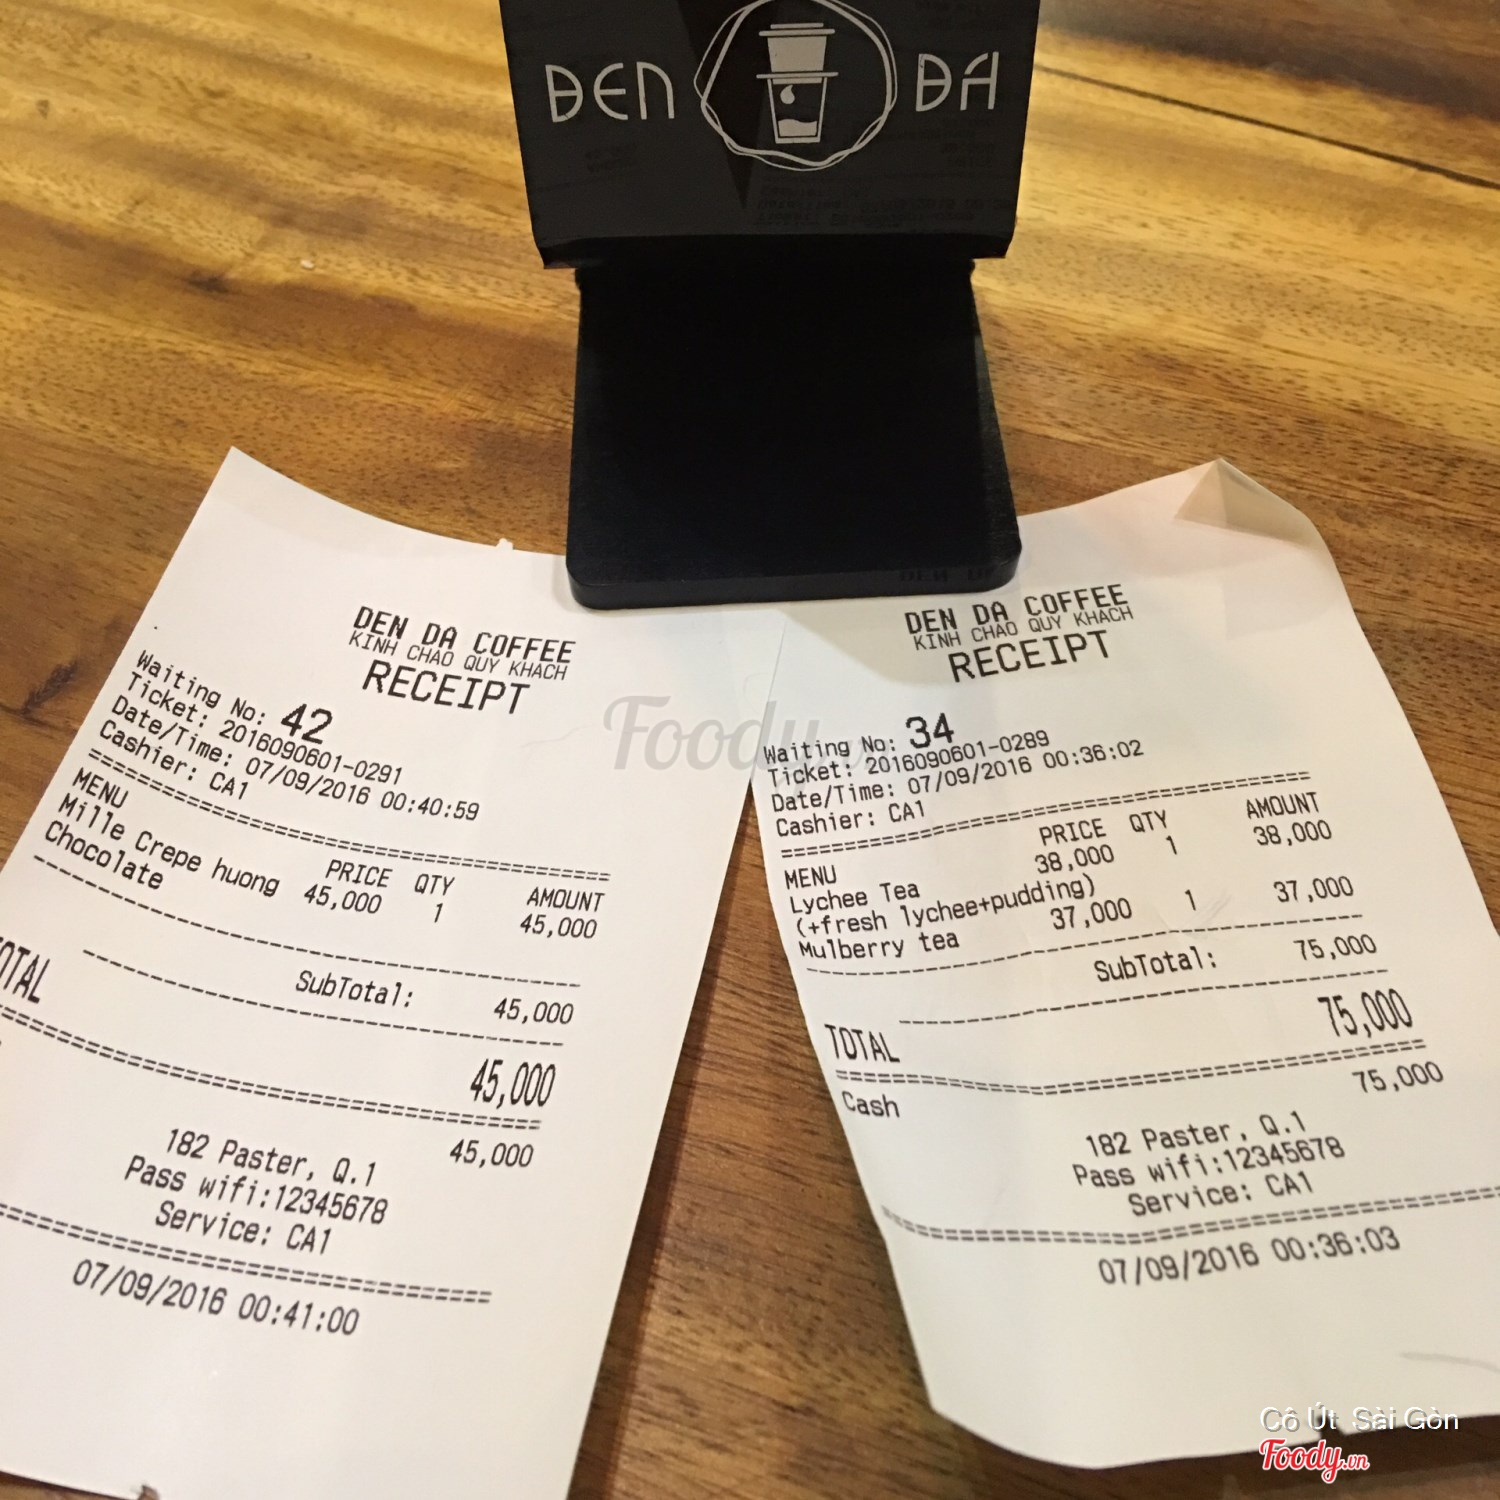 ĐEN ĐÁ
DEN DA COFFEE
KINH CHAO QUY KHACH
RECEIPT
Waiting No: 42
Ticket: 2016090601-0291
Date/Time: 07/09/2016 00:40:59
Cashier: CA1
MENU PRICE QTY AMOUNT
Mille Crepe huong 45,000 1 45,000
Chocolate
SubTotal: 45,000
TOTAL 45,000
45,000
182 Paster, Q.1
Pass wifi:12345678
Service: CA1
07/09/2016 00:41:00
DEN DA COFFEE
KINH CHAO QUY KHACH
RECEIPT
Waiting No: 34
Ticket: 2016090601-0289
Date/Time: 07/09/2016 00:36:02
Cashier: CA1
MENU PRICE QTY AMOUNT
Lychee Tea 38,000 1 38,000
(+fresh lychee+pudding)
Mulberry tea 37,000 1 37,000
SubTotal: 75,000
TOTAL 75,000
Cash 75,000
182 Paster, Q.1
Pass wifi:12345678
Service: CA1
07/09/2016 00:36:03
Foody.vn
Cô Út Sài Gòn
Foody.vn